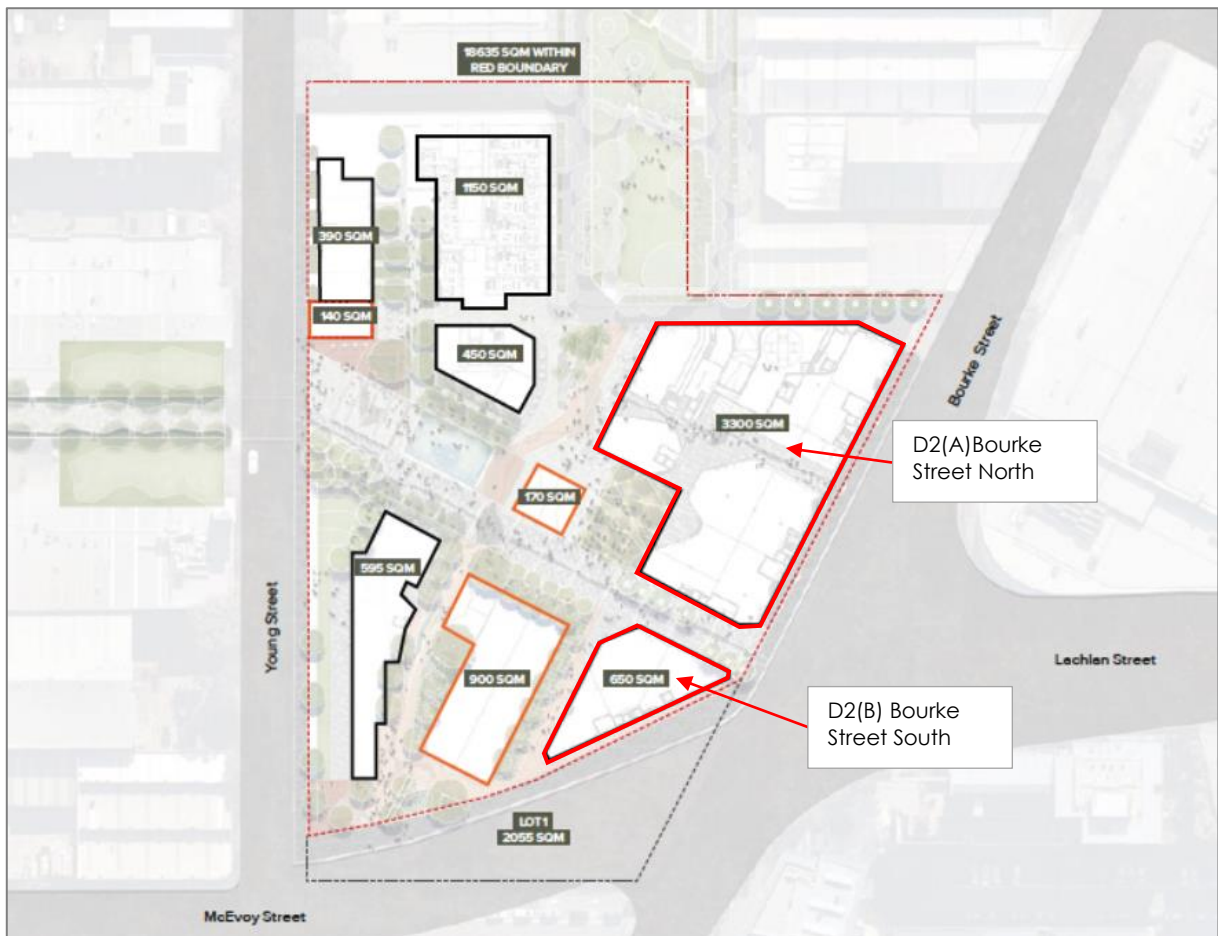 18635 SQM WITHIN
RED BOUNDARY
1150 SQM
390 SQM
140 SQM
450 SQM
3300 SQM
Bourke Street
D2(A)Bourke
Street North
170 SQM
595 SQM
Young Street
900 SQM
650 SQM
Lachlan Street
D2(B) Bourke
Street South
LOT 1
2055 SQM
McEvoy Street